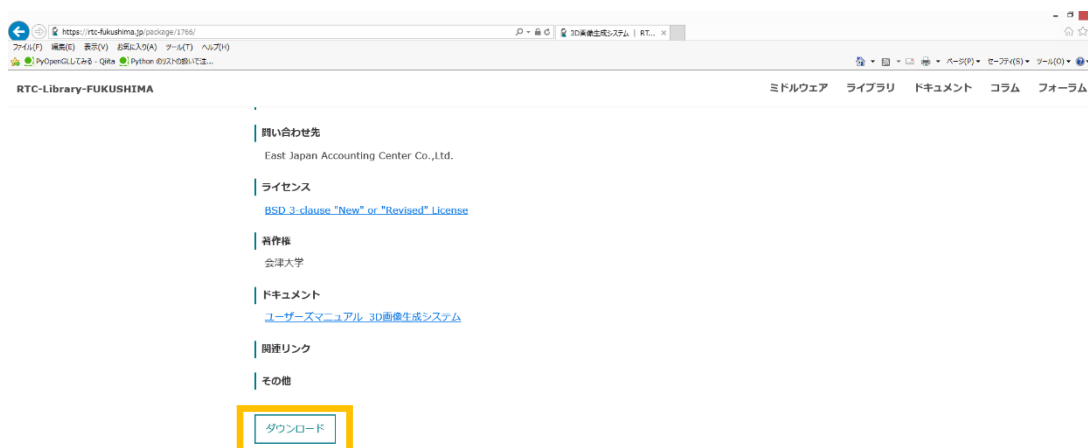 https://rtc-fukushima.jp/package/1766/
3D画像生成システム | RT...
ファイル(F) 編集(E) 表示(V) お気に入り(A) ツール(T) ヘルプ(H)
PyOpenGLしてみる - Qiita Python のリストの扱いで注...
ページ(P) セーフティ(S) ツール(O)
RTC-Library-FUKUSHIMA
ミドルウェア ライブラリ ドキュメント コラム フォーラム
問い合わせ先
East Japan Accounting Center Co.,Ltd.
ライセンス
BSD 3-clause "New" or "Revised" License
著作権
会津大学
ドキュメント
ユーザーズマニュアル 3D画像生成システム
関連リンク
その他
ダウンロード